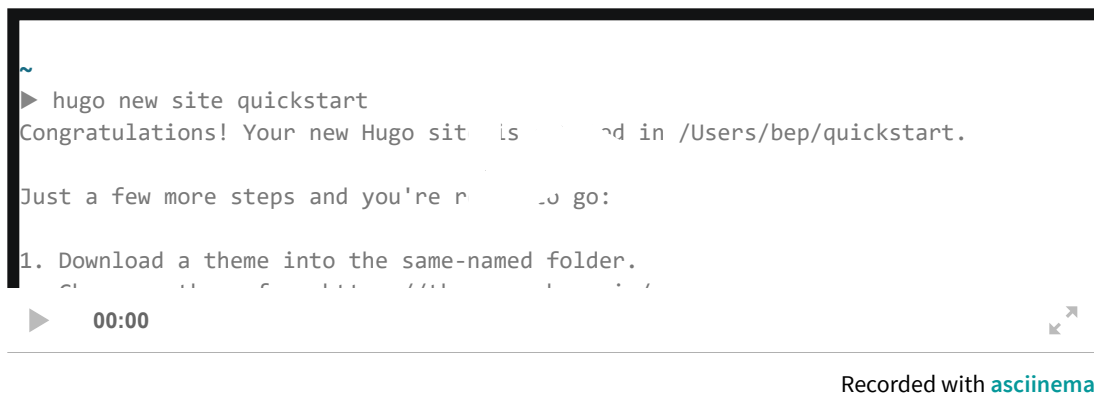 ~
▶ hugo new site quickstart
Congratulations! Your new Hugo is in /Users/bep/quickstart.
Just a few more steps and you're go:
1. Download a theme into the same-named folder.
00:00
Recorded with asciinema